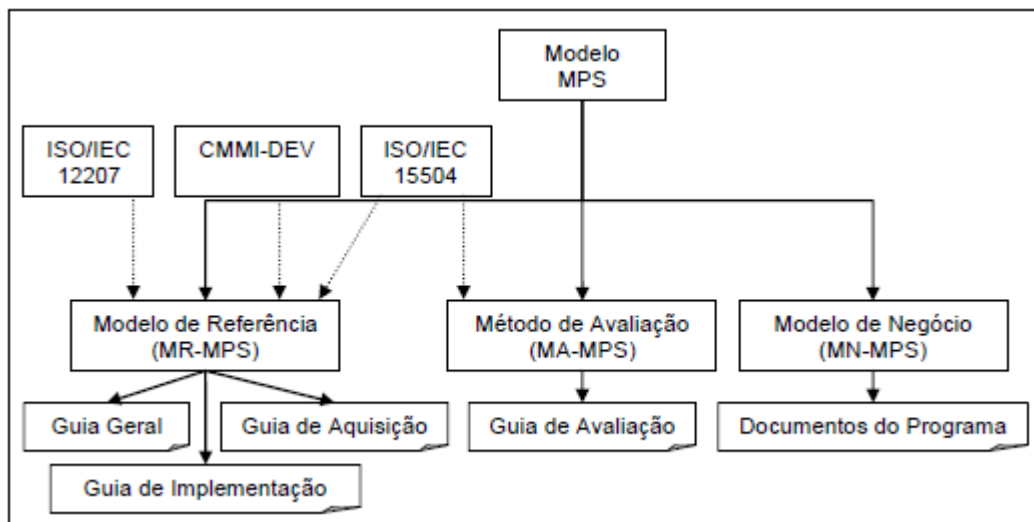 Modelo
MPS
ISO/IEC
12207
CMMI-DEV
ISO/IEC
15504
Modelo de Referência
(MR-MPS)
Método de Avaliação
(MA-MPS)
Modelo de Negócio
(MN-MPS)
Guia Geral
Guia de Aquisição
Guia de Avaliação
Documentos do Programa
Guia de Implementação